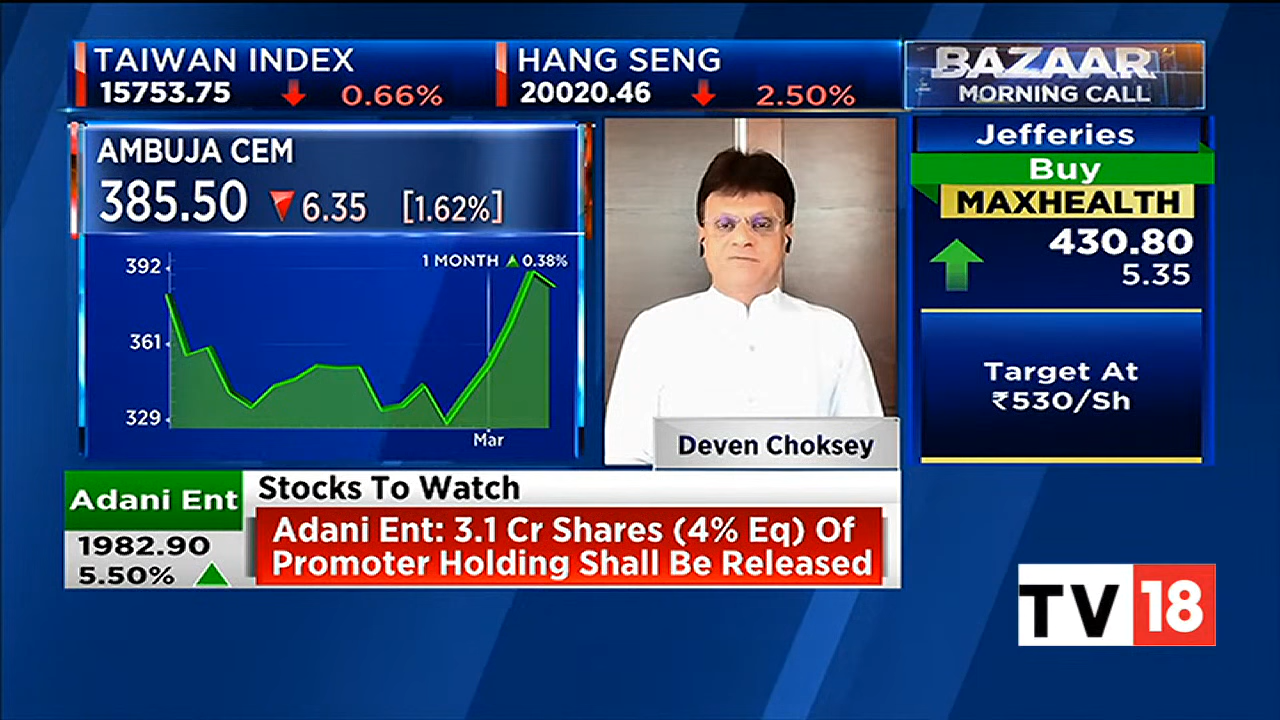 TAIWAN INDEX
15753.75 0.66%
HANG SENG
20020.46 2.50%
BAZAAR
MORNING CALL
AMBUJA CEM
385.50 ▼ 6.35 [1.62%]
1 MONTH ▲ 0.38%
392
361
329
Mar
Deven Choksey
Jefferies
Buy
MAXHEALTH
430.80
5.35
Target At
₹530/Sh
Adani Ent
1982.90
5.50% ▲
Stocks To Watch
Adani Ent: 3.1 Cr Shares (4% Eq) Of
Promoter Holding Shall Be Released
TV18